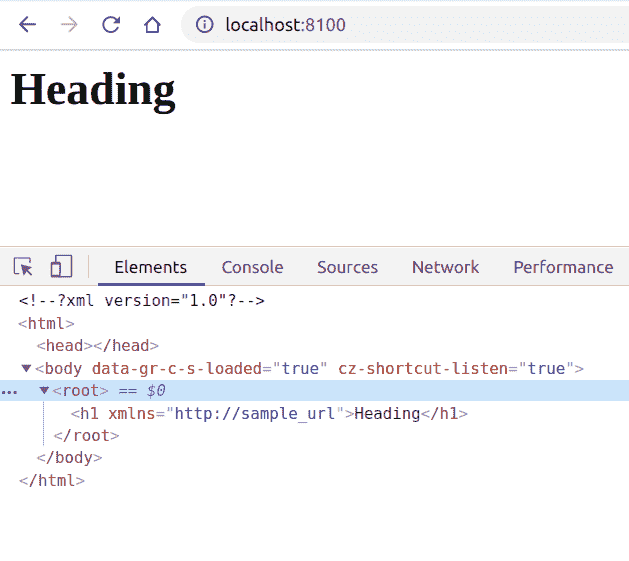 localhost:8100
Heading
Elements Console Sources Network Performance
<!--?xml version="1.0"?-->
<html>
<head></head>
▼<body data-gr-c-s-loaded="true" cz-shortcut-listen="true">
… ▼<root> == $0
<h1 xmlns="http://sample_url">Heading</h1>
</root>
</body>
</html>